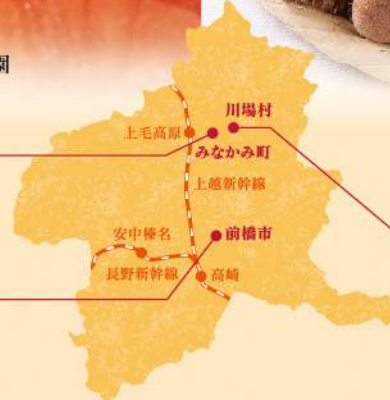 園
川場村
上毛高原
みなかみ町
上越新幹線
安中榛名
前橋市
長野新幹線
高崎